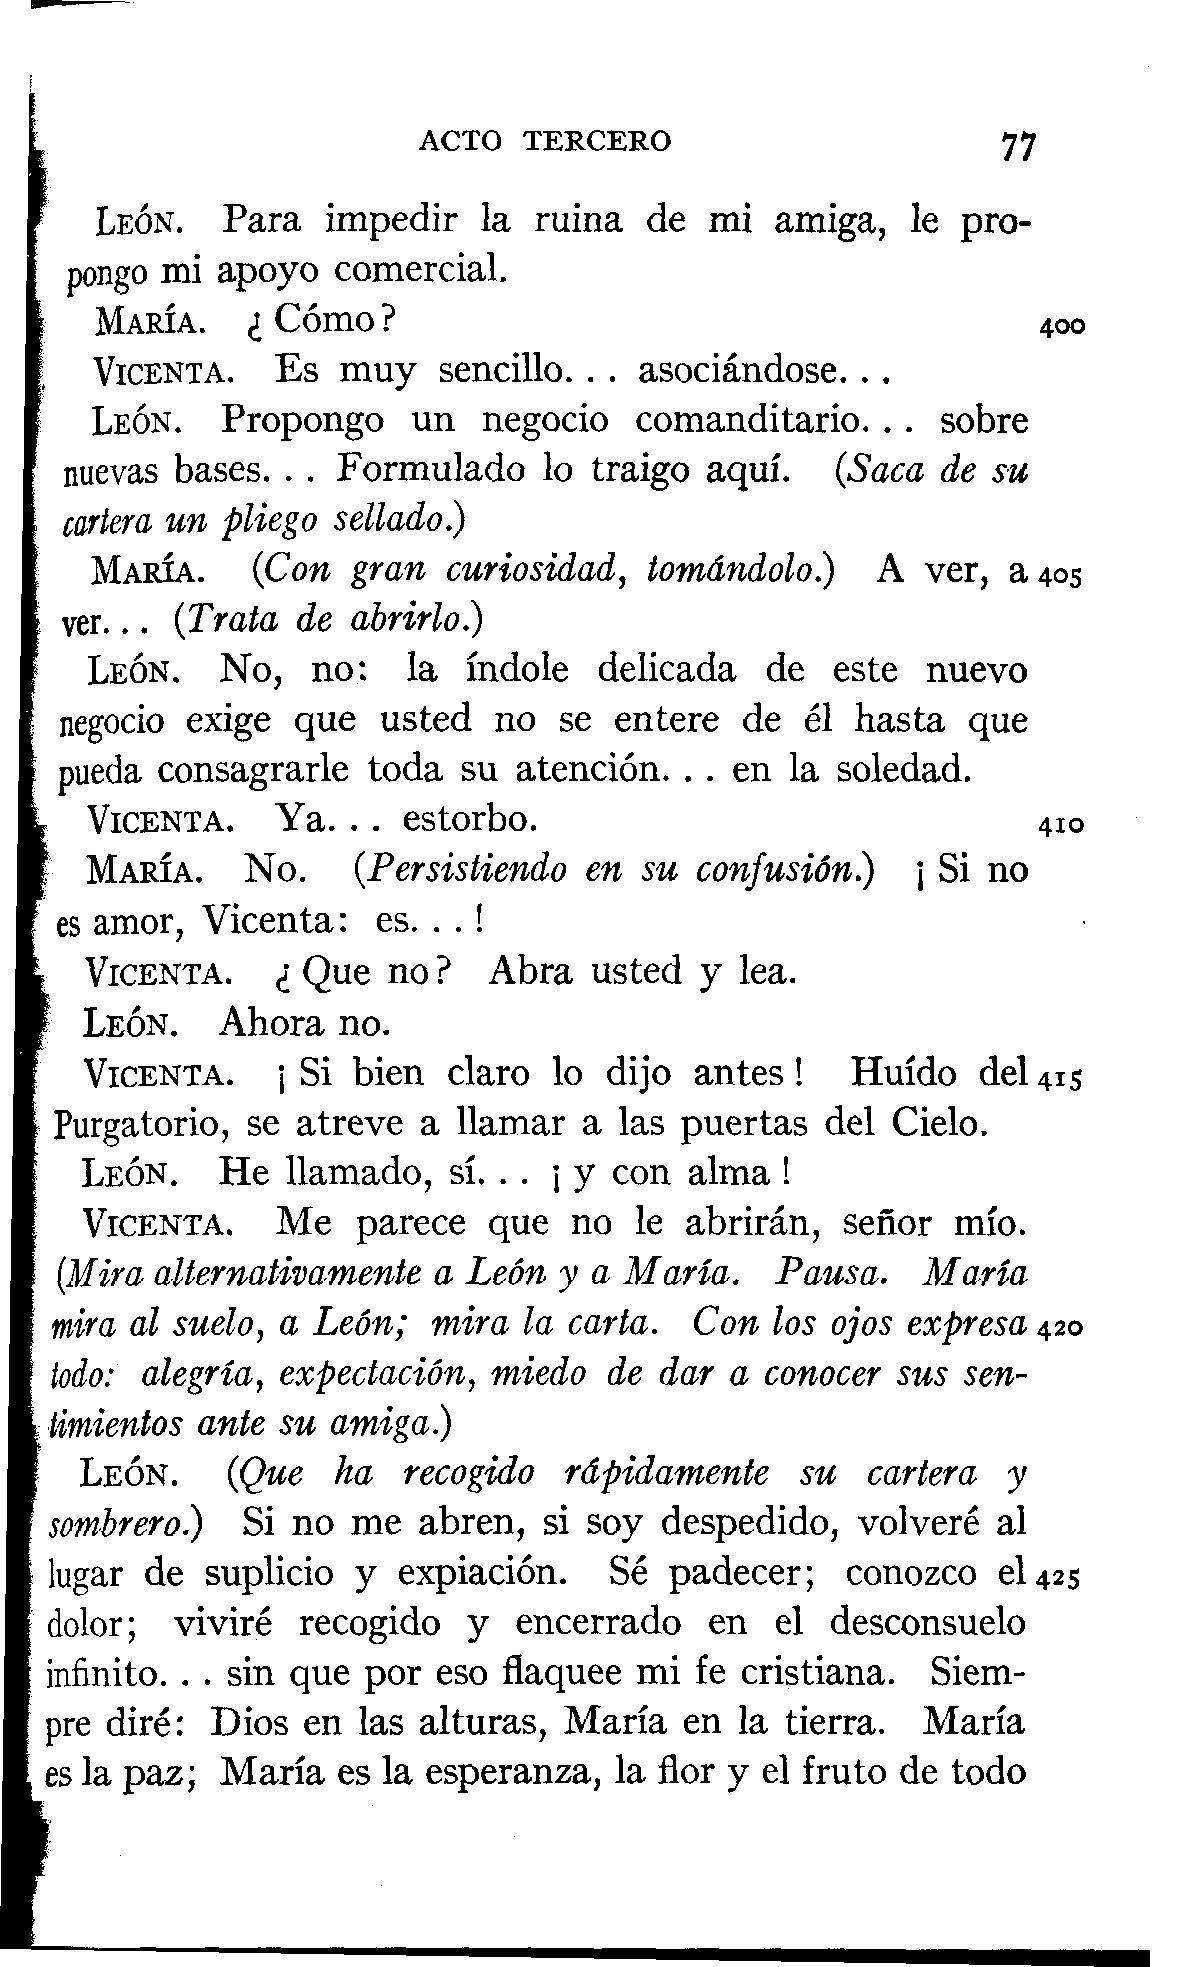 ACTO TERCERO 77
LEÓN. Para impedir la ruina de mi amiga, le pro-
pongo mi apoyo comercial.
MARÍA. ¿ Cómo? 400
VICENTA. Es muy sencillo. . . asociándose. . .
LEÓN. Propongo un negocio comanditario. . . sobre
nuevas bases. . . Formulado lo traigo aquí. (Saca de su
cartera un pliego sellado.)
MARÍA. (Con gran curiosidad, tomándolo.) A ver, a 405
ver. . . (Trata de abrirlo.)
LEÓN. No, no: la índole delicada de este nuevo
negocio exige que usted no se entere de él hasta que
pueda consagrarle toda su atención. . . en la soledad.
VICENTA. Ya. . . estorbo. 410
MARÍA. No. (Persistiendo en su confusión.) ¡ Si no
es amor, Vicenta: es. . . !
VICENTA. ¿ Que no? Abra usted y lea.
LEÓN. Ahora no.
VICENTA. ¡ Si bien claro lo dijo antes ! Huído del 415
Purgatorio, se atreve a llamar a las puertas del Cielo.
LEÓN. He llamado, sí. . . ¡ y con alma !
VICENTA. Me parece que no le abrirán, señor mío.
(Mira alternativamente a León y a María. Pausa. María
mira al suelo, a León; mira la carta. Con los ojos expresa 420
todo: alegría, expectación, miedo de dar a conocer sus sen-
timientos ante su amiga.)
LEÓN. (Que ha recogido rápidamente su cartera y
sombrero.) Si no me abren, si soy despedido, volveré al
lugar de suplicio y expiación. Sé padecer; conozco el 425
dolor; viviré recogido y encerrado en el desconsuelo
infinito. . . sin que por eso flaquee mi fe cristiana. Siem-
pre diré: Dios en las alturas, María en la tierra. María
es la paz; María es la esperanza, la flor y el fruto de todo